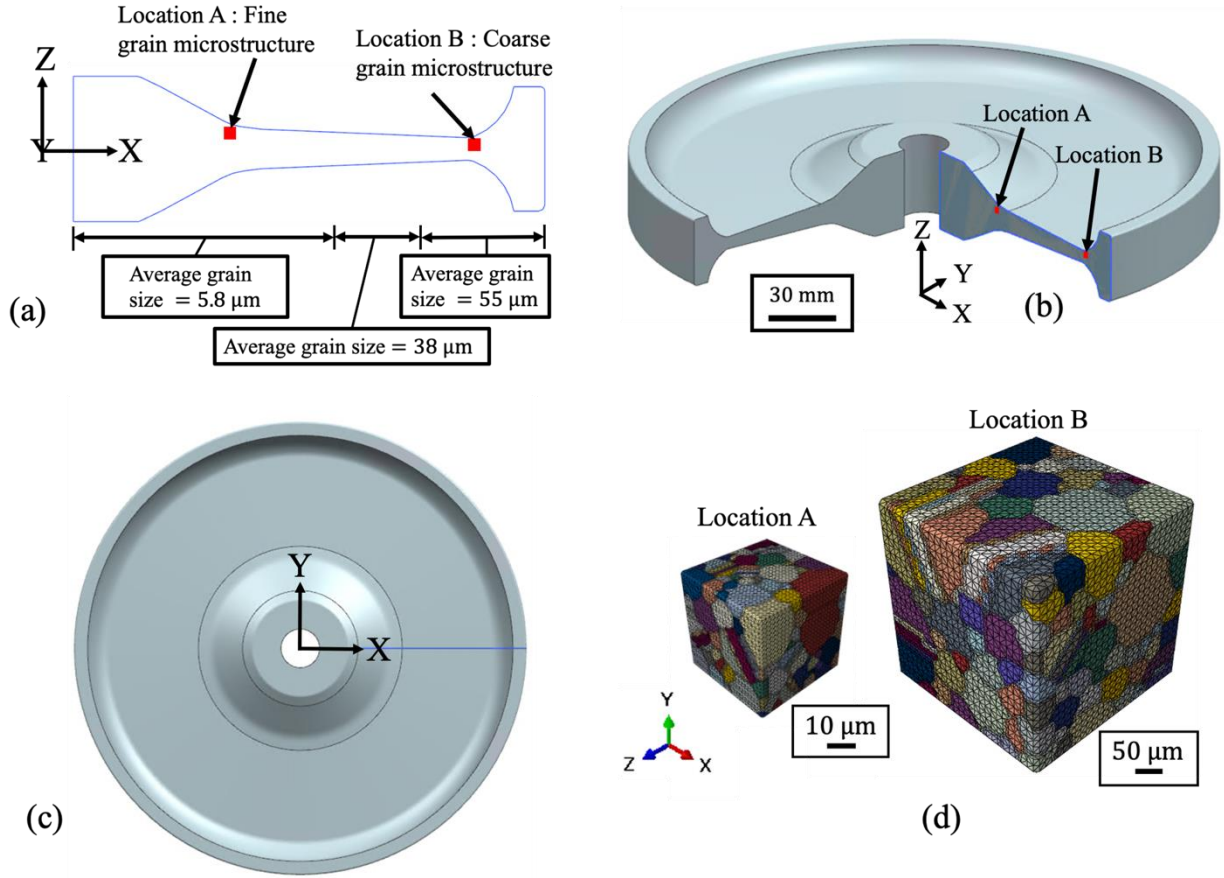 Location A : Fine
grain microstructure
Location B : Coarse
grain microstructure
Z
Y
X
Average grain
size = 5.8 μm
Average grain
size = 55 μm
Average grain size = 38 μm
(a)
Location A
Location B
Z
Y
X
30 mm
(b)
Y
X
(c)
Location B
Location A
Y
Z
X
10 μm
50 μm
(d)